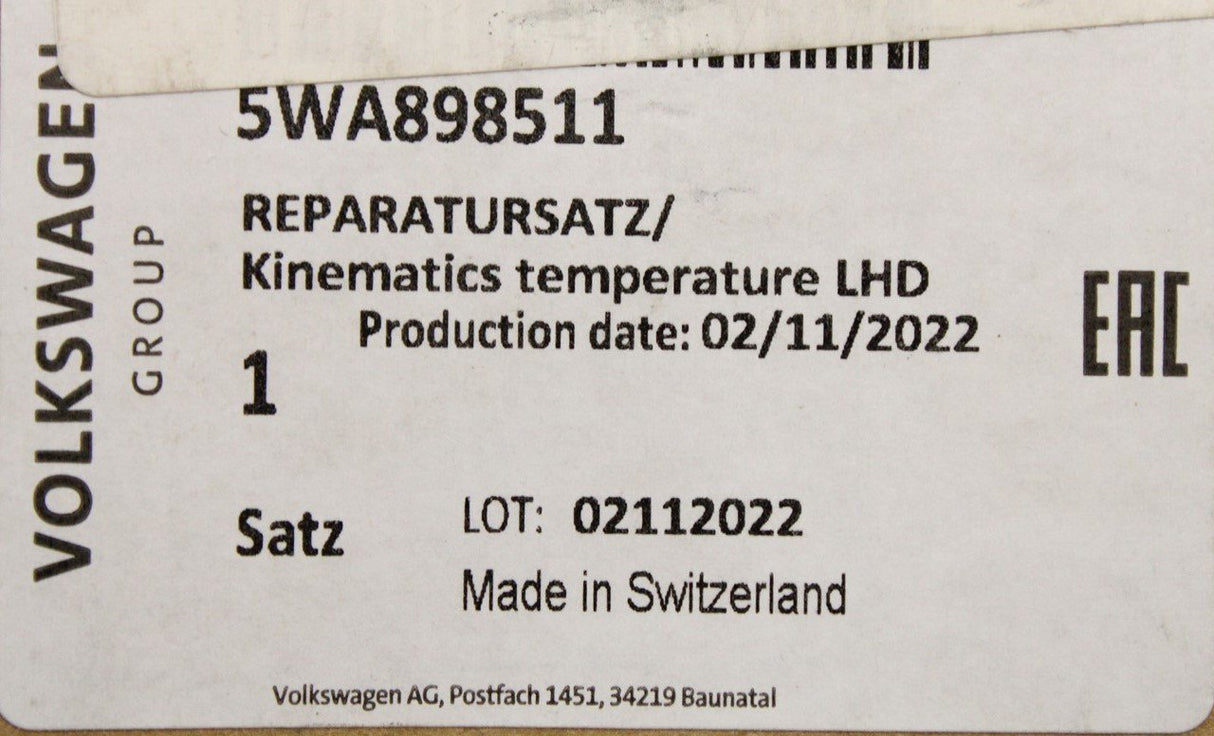 VOLKSWAGEN
GROUP
5WA898511
REPARATURSATZ/
Kinematics temperature LHD
Production date: 02/11/2022
1
EAC
Satz
LOT: 02112022
Made in Switzerland
Volkswagen AG, Postfach 1451, 34219 Baunatal